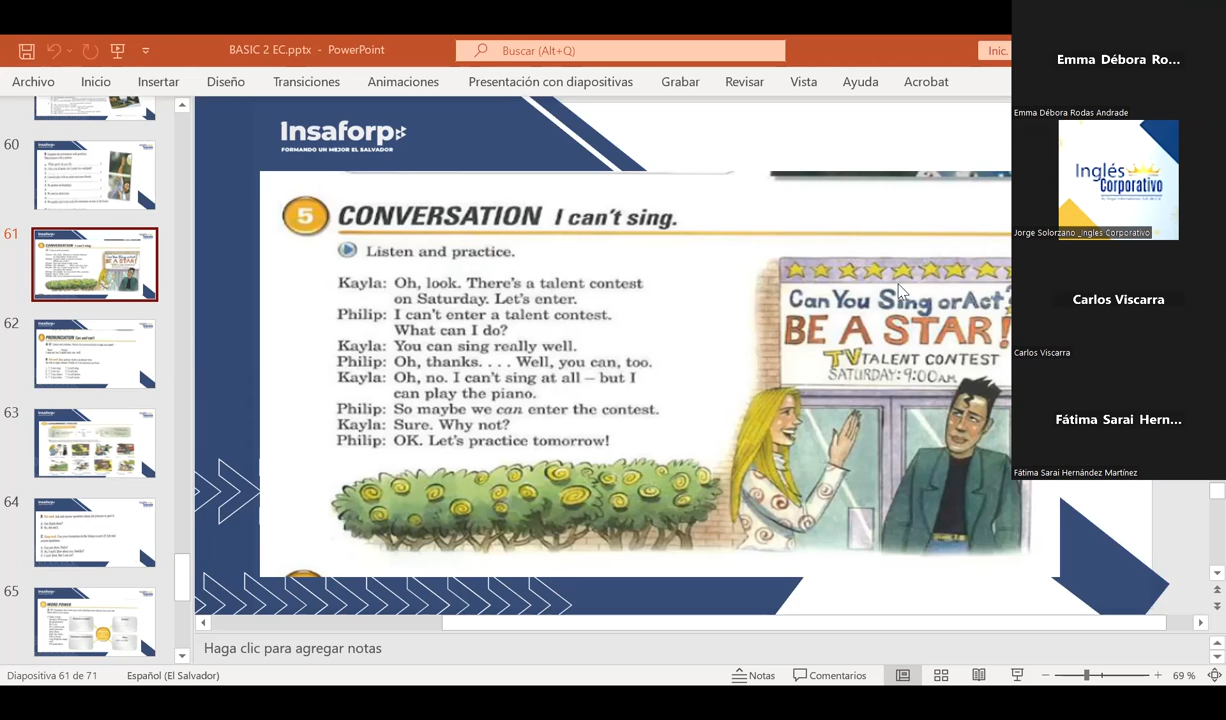 BASIC 2 EC.pptx - PowerPoint
Buscar (Alt+Q)
Inic.
Archivo Inicio Insertar Diseño Transiciones Animaciones Presentación con diapositivas Grabar Revisar Vista Ayuda Acrobat
60
61
62
63
64
65
Insaforp
FORMANDO UN MEJOR EL SALVADOR
5 CONVERSATION I can't sing.
Listen and practice.
Kayla: Oh, look. There's a talent contest
on Saturday. Let's enter.
Philip: I can't enter a talent contest.
What can I do?
Kayla: You can sing really well.
Philip: Oh, thanks. . . . Well, you can, too.
Kayla: Oh, no. I can't sing at all – but I
can play the piano.
Philip: So maybe we can enter the contest.
Kayla: Sure. Why not?
Philip: OK. Let's practice tomorrow!
Can You Sing or Act?
BE A STAR!
TV TALENT CONTEST
SATURDAY: 9:00 AM
Emma Débora Ro...
Emma Débora Rodas Andrade
Inglés
Corporativo
Jorge Solorzano _Ingles Corporativo
Carlos Viscarra
Carlos Viscarra
Fátima Sarai Hern...
Fátima Sarai Hernández Martínez
Haga clic para agregar notas
Diapositiva 61 de 71 Español (El Salvador) Notas Comentarios 69 %